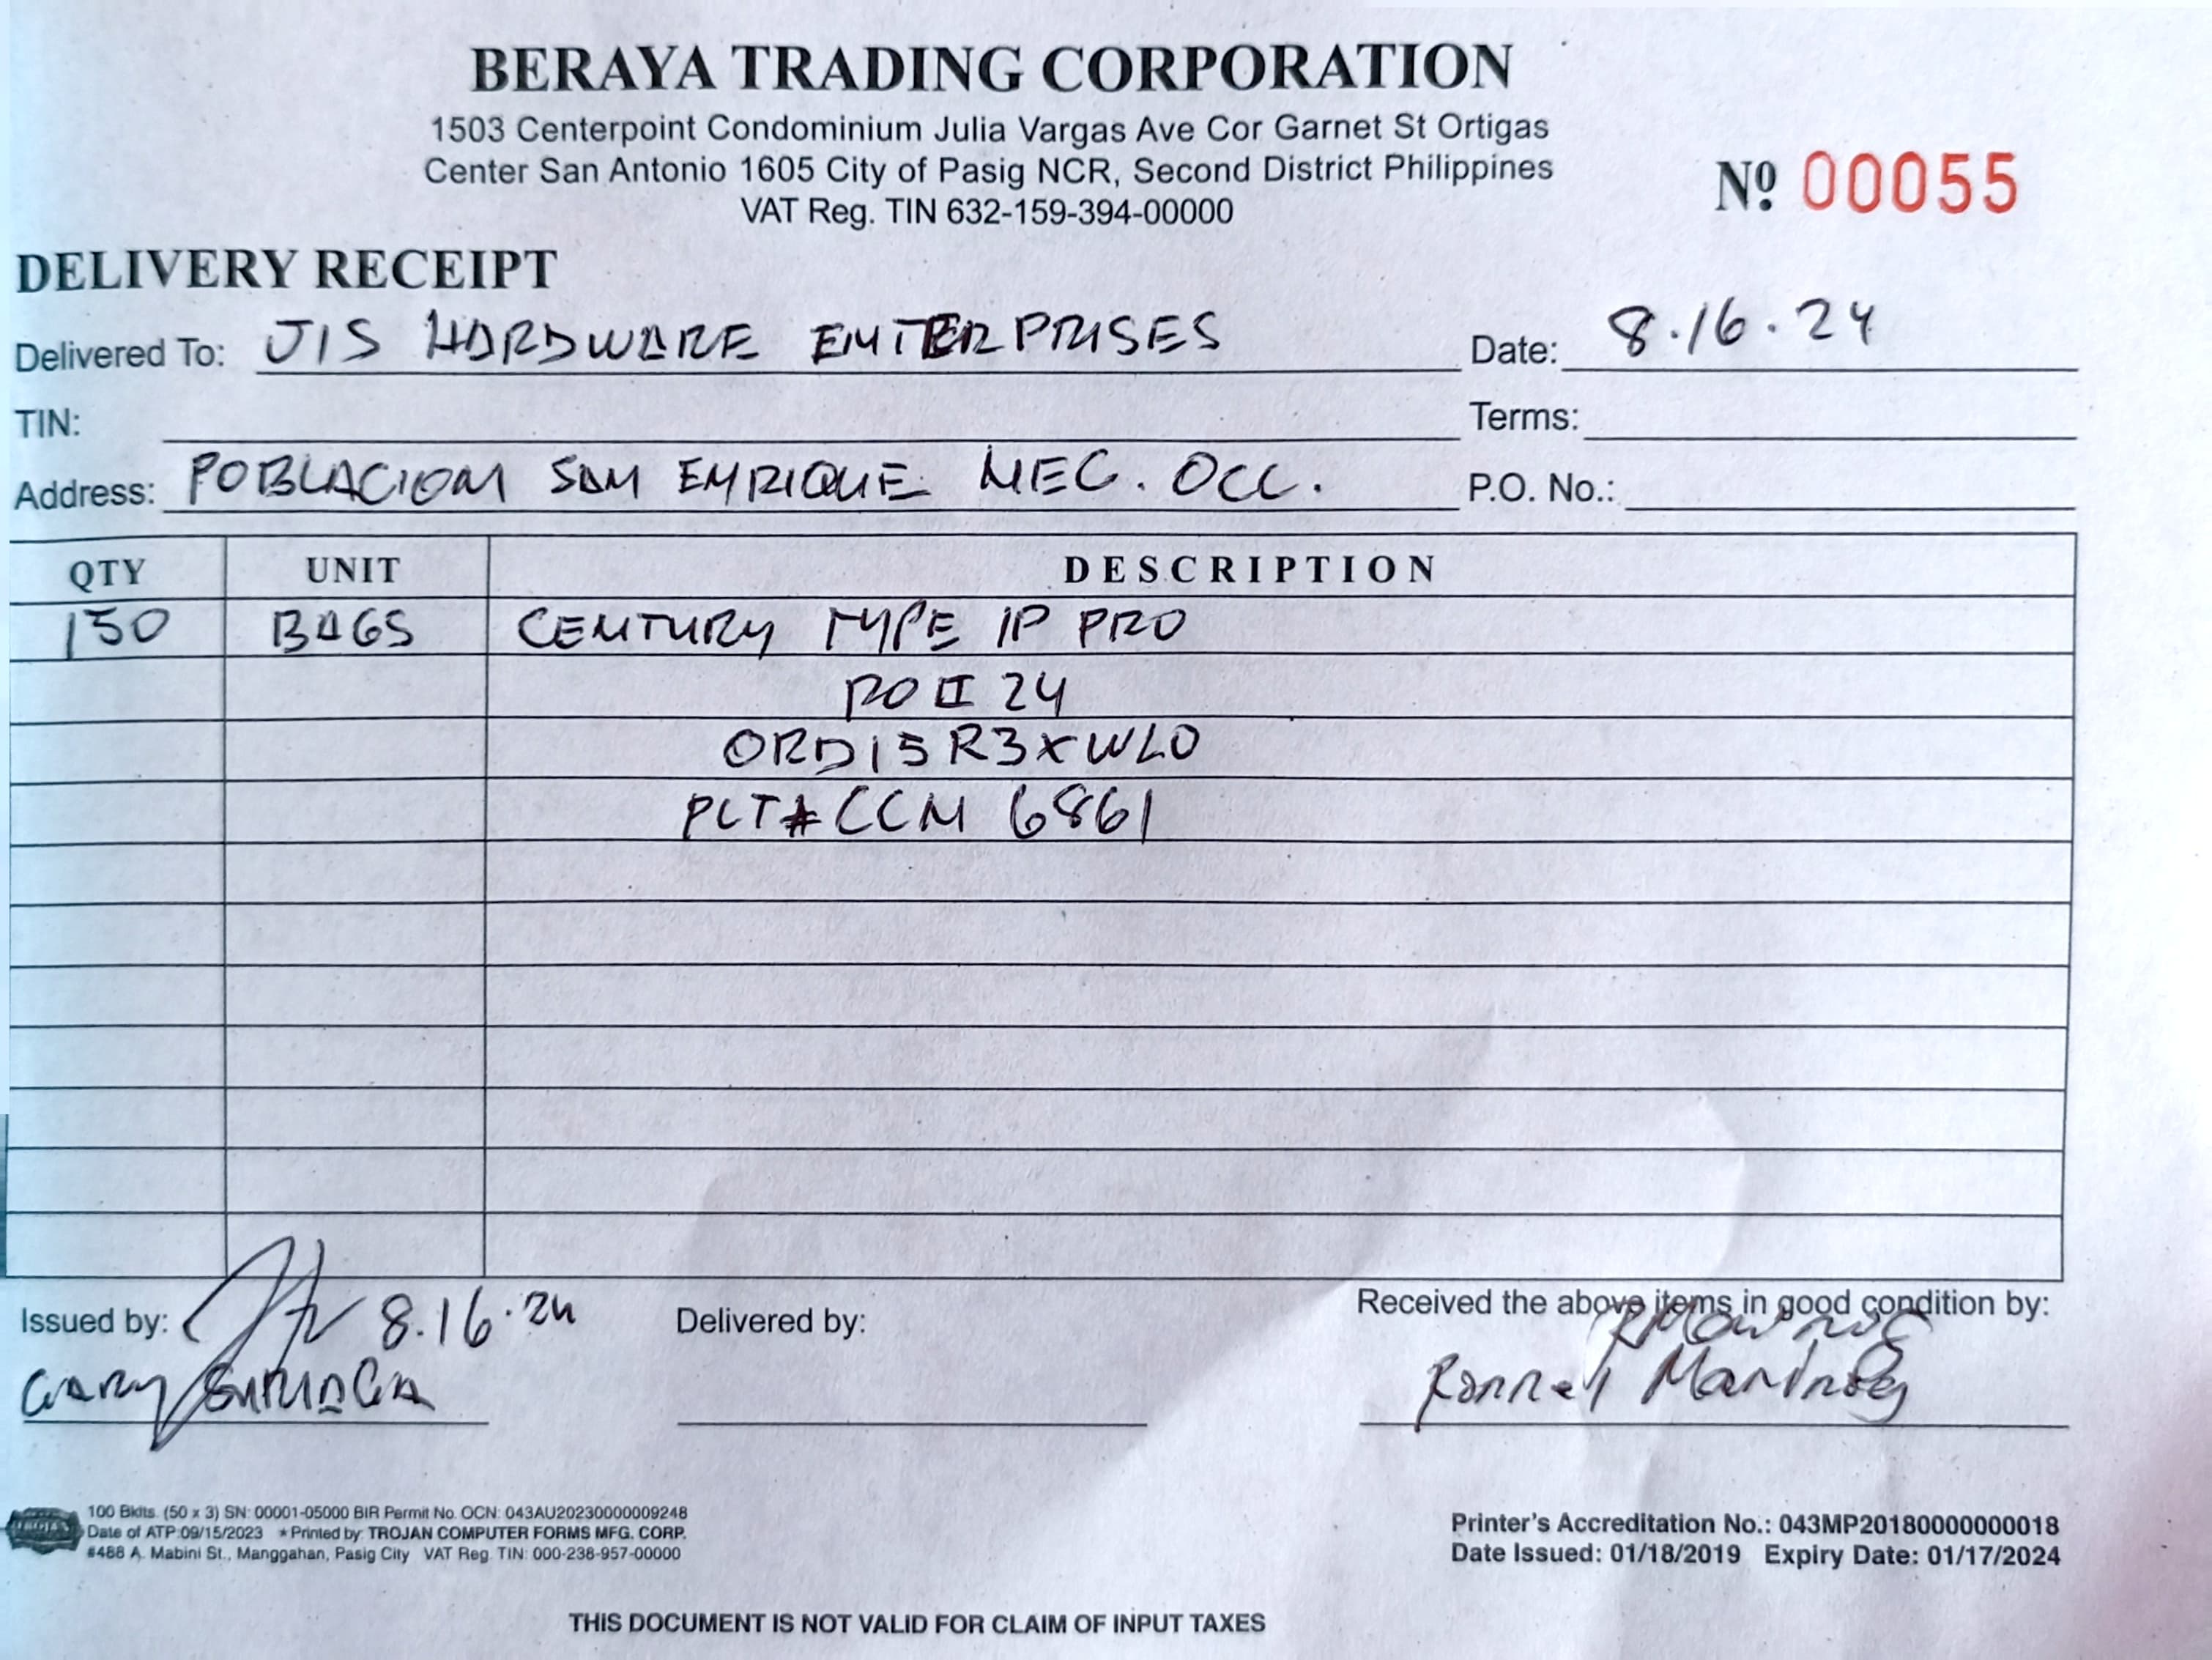 BERAYA TRADING CORPORATION
1503 Centerpoint Condominium Julia Vargas Ave Cor Garnet St Ortigas
Center San Antonio 1605 City of Pasig NCR, Second District Philippines
VAT Reg. TIN 632-159-394-00000
Nº 00055
DELIVERY RECEIPT
Delivered To: JIS HARDWARE ENTERPRISES Date: 8.16.24
TIN: Terms:
Address: POBLACION SAN ENRIQUE NEG. OCC. P.O. No.:
QTY UNIT DESCRIPTION
150 BAGS CENTURY TYPE 1P PRO
24
ORD15R3XWLO
PLT# CCM 6861
Issued by: 8.16.24 Delivered by: Received the above items in good condition by:
GARY
100 Bklts. (50 x 3) SN: 00001-05000 BIR Permit No. OCN: 043AU20230000009248
Date of ATP:09/15/2023 *Printed by: TROJAN COMPUTER FORMS MFG. CORP.
#488 A. Mabini St., Manggahan, Pasig City VAT Reg. TIN: 000-238-957-00000
Printer's Accreditation No.: 043MP20180000000018
Date Issued: 01/18/2019 Expiry Date: 01/17/2024
THIS DOCUMENT IS NOT VALID FOR CLAIM OF INPUT TAXES